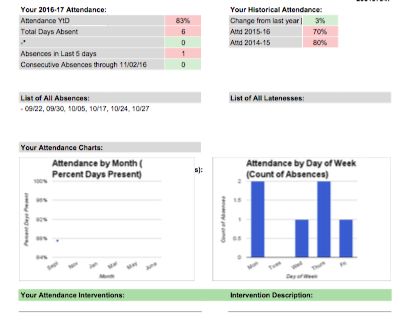 Your 2016-17 Attendance:
Your Historical Attendance:
Attendance YtD 83%
Change from last year 3%
Total Days Absent 6
Attd 2015-16 70%
-* 0
Attd 2014-15 80%
Absences in Last 5 days 1
Consecutive Absences through 11/02/16 0
List of All Absences:
List of All Latenesses:
- 09/22, 09/30, 10/05, 10/17, 10/24, 10/27
Your Attendance Charts:
Attendance by Month (
Percent Days Present)
s):
100%
Percent Days Present
Sept Nov Jan Mar May June
Month
Attendance by Day of Week
(Count of Absences)
2
1.5
1
0.5
0
Count of Absences
Mon Tues Wed Thurs Fri
Day of Week
Your Attendance Interventions:
Intervention Description: